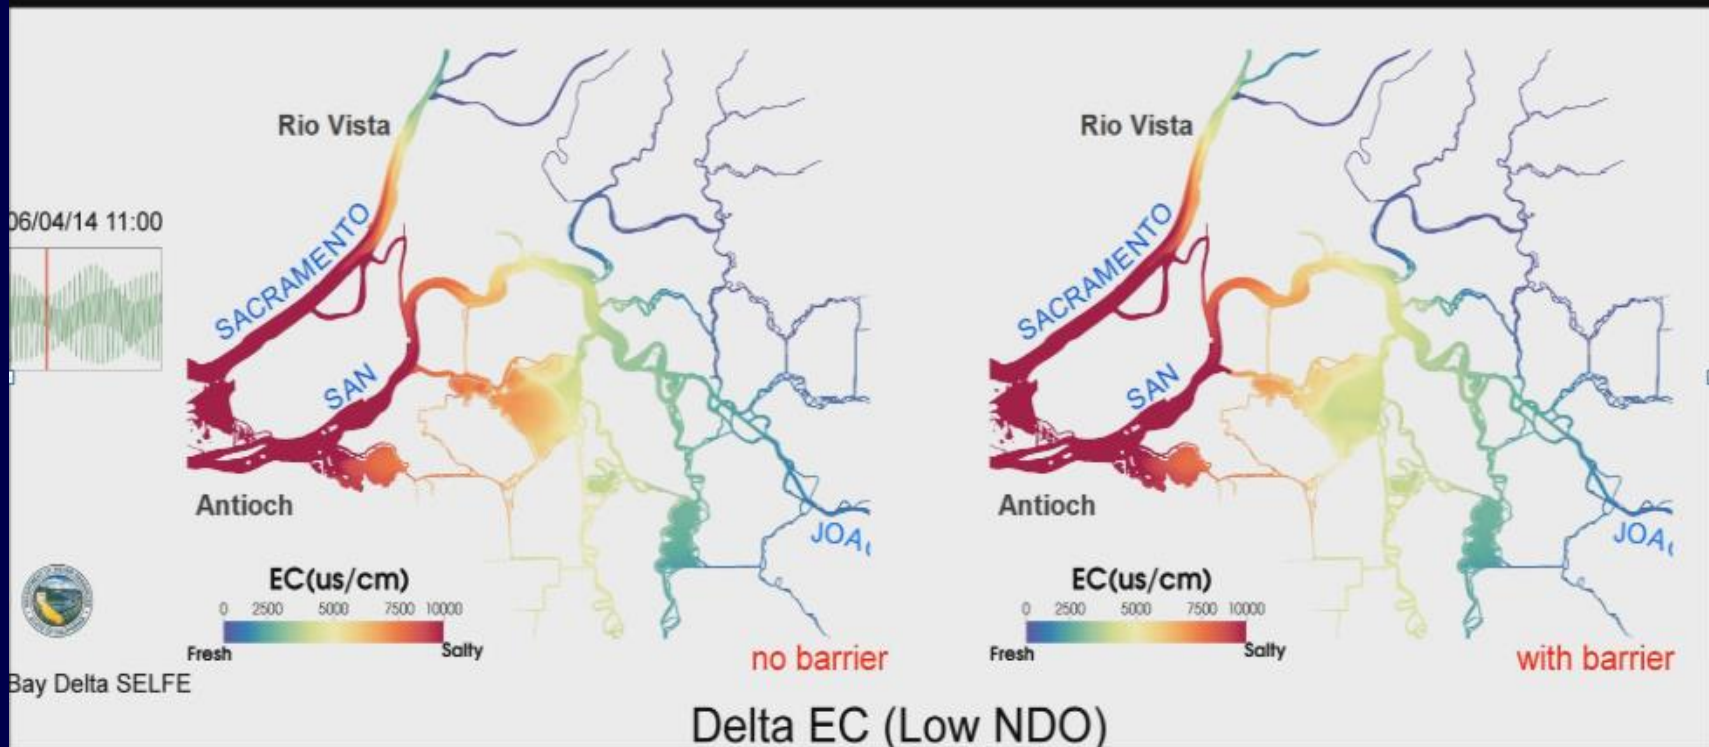 06/04/14 11:00
Rio Vista
SACRAMENTO
SAN
Antioch
JOA
EC(us/cm)
0 2500 5000 7500 10000
Fresh Salty
no barrier
Rio Vista
SACRAMENTO
SAN
Antioch
JOA
EC(us/cm)
0 2500 5000 7500 10000
Fresh Salty
with barrier
Bay Delta SELFE
Delta EC (Low NDO)